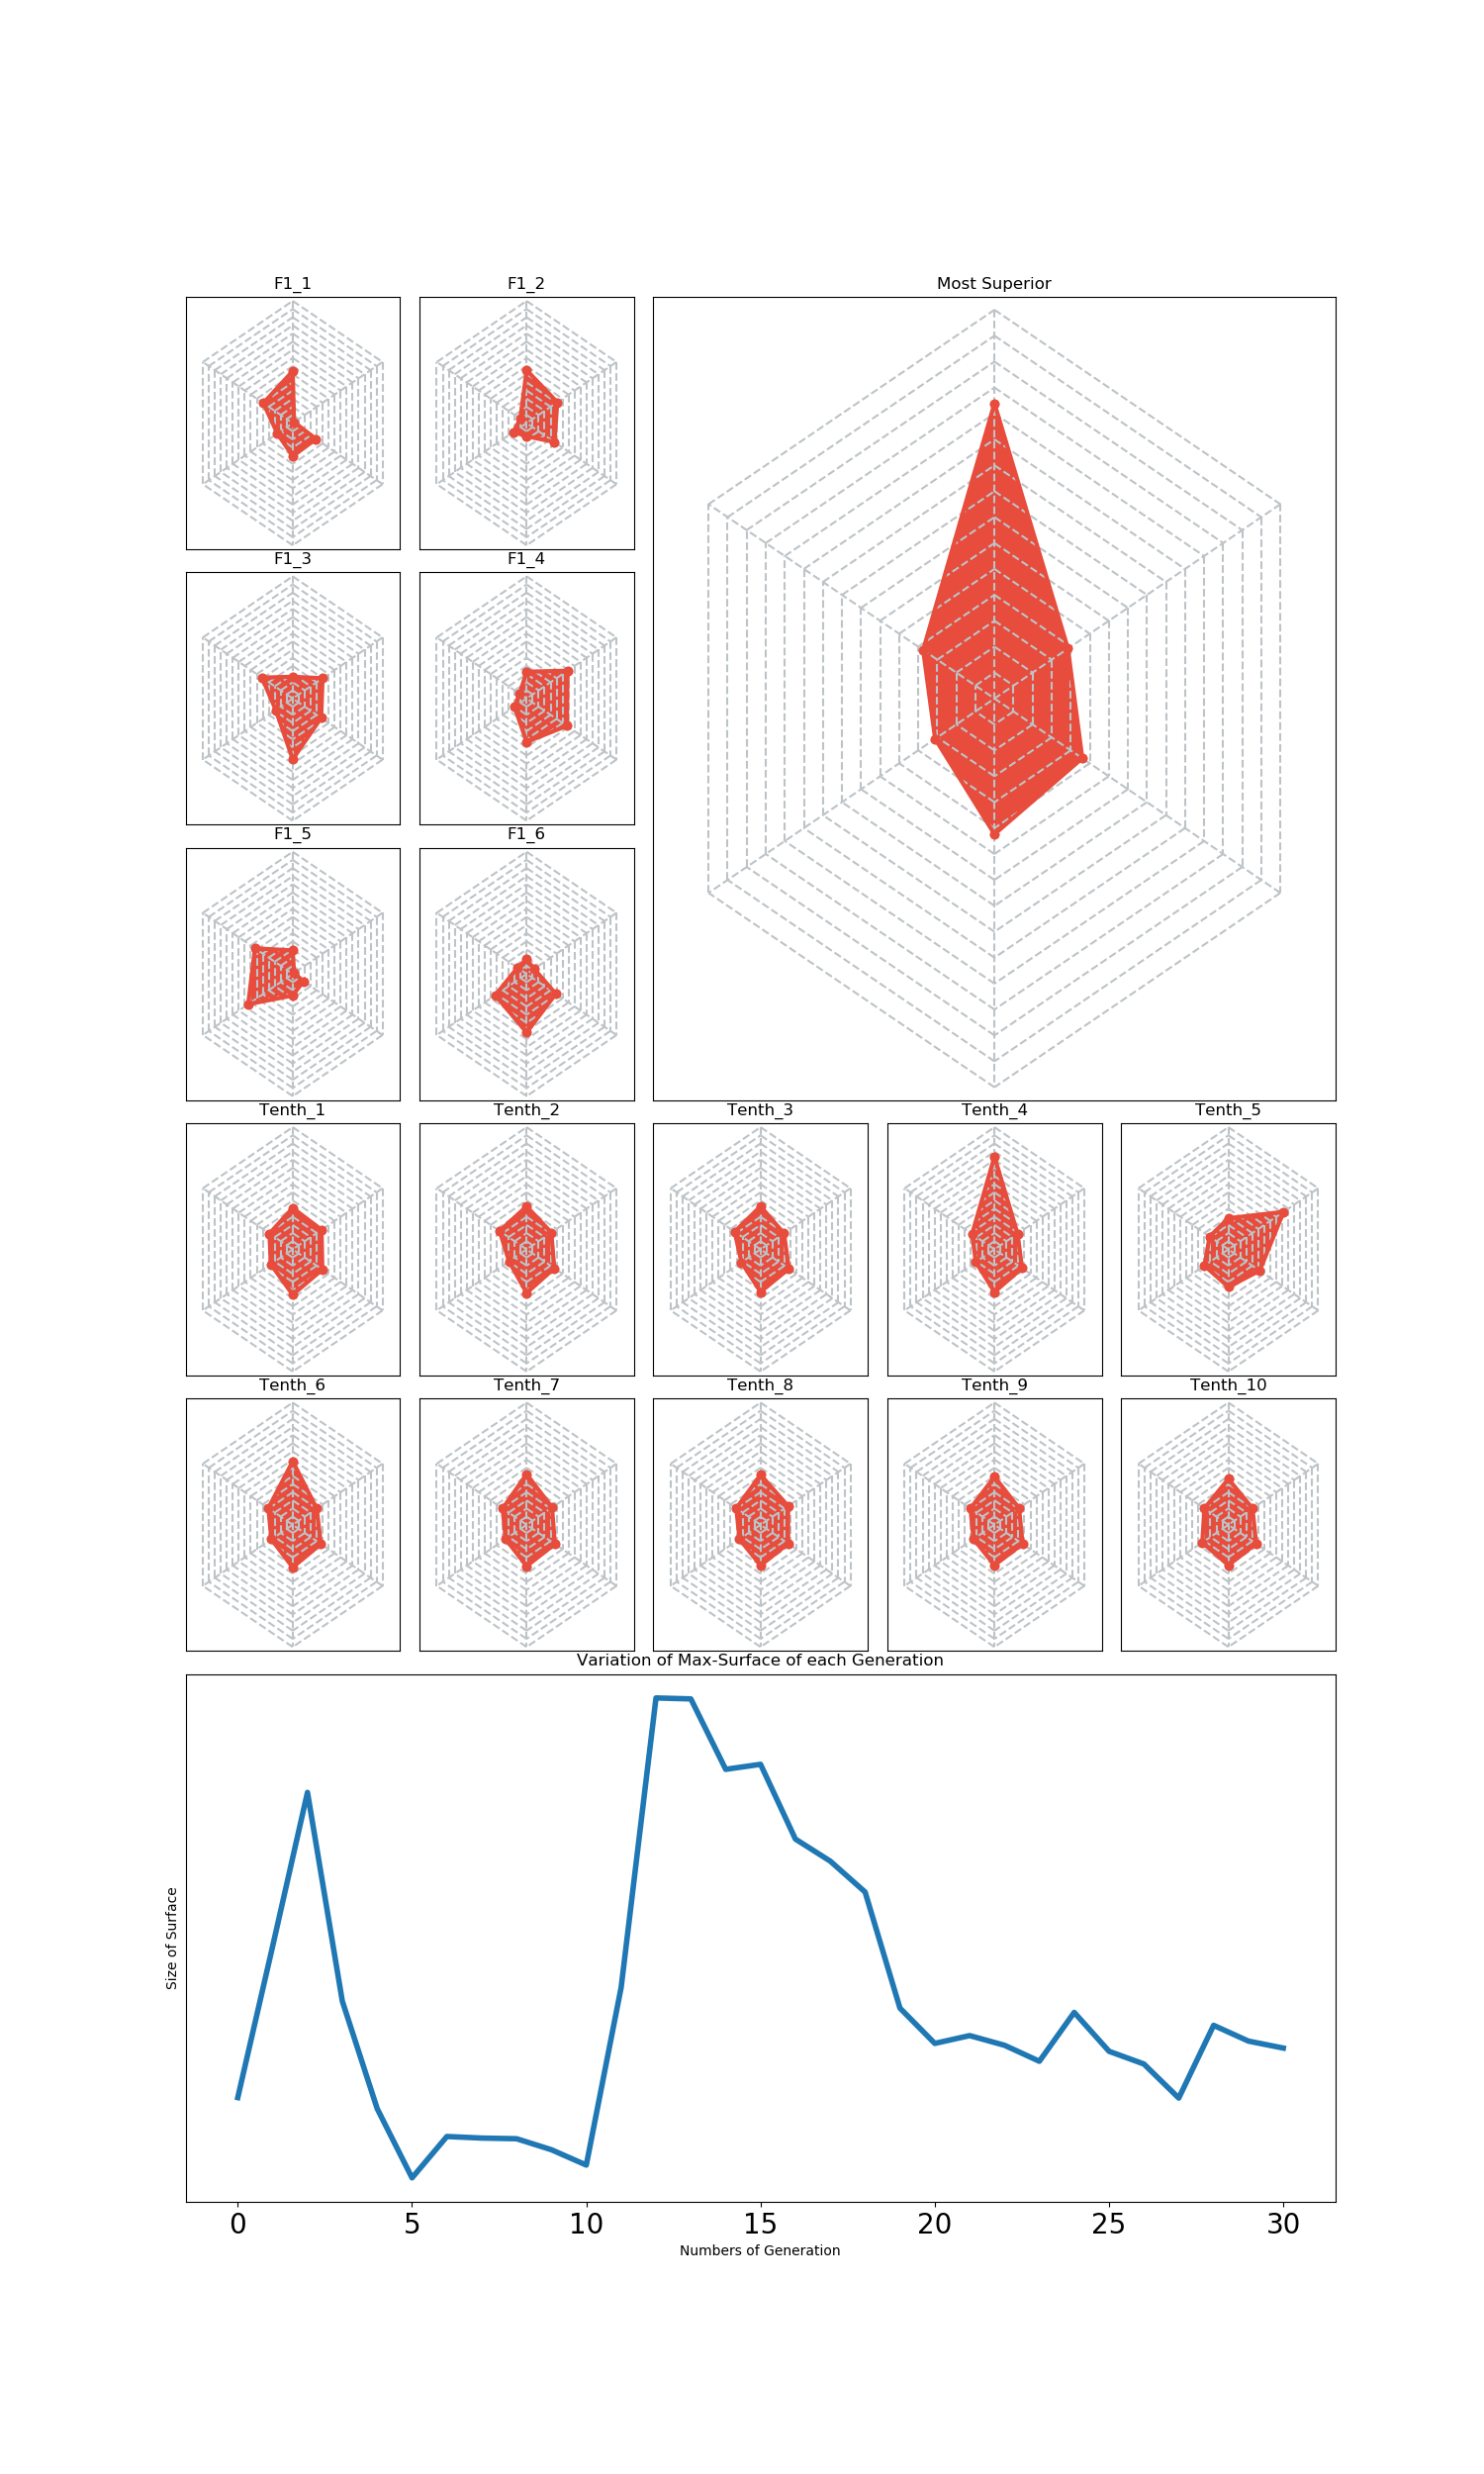 F1_1
F1_2
Most Superior
F1_3
F1_4
F1_5
F1_6
Tenth_1
Tenth_2
Tenth_3
Tenth_4
Tenth_5
Tenth_6
Tenth_7
Tenth_8
Tenth_9
Tenth_10
Variation of Max-Surface of each Generation
Size of Surface
0 5 10 15 20 25 30
Numbers of Generation